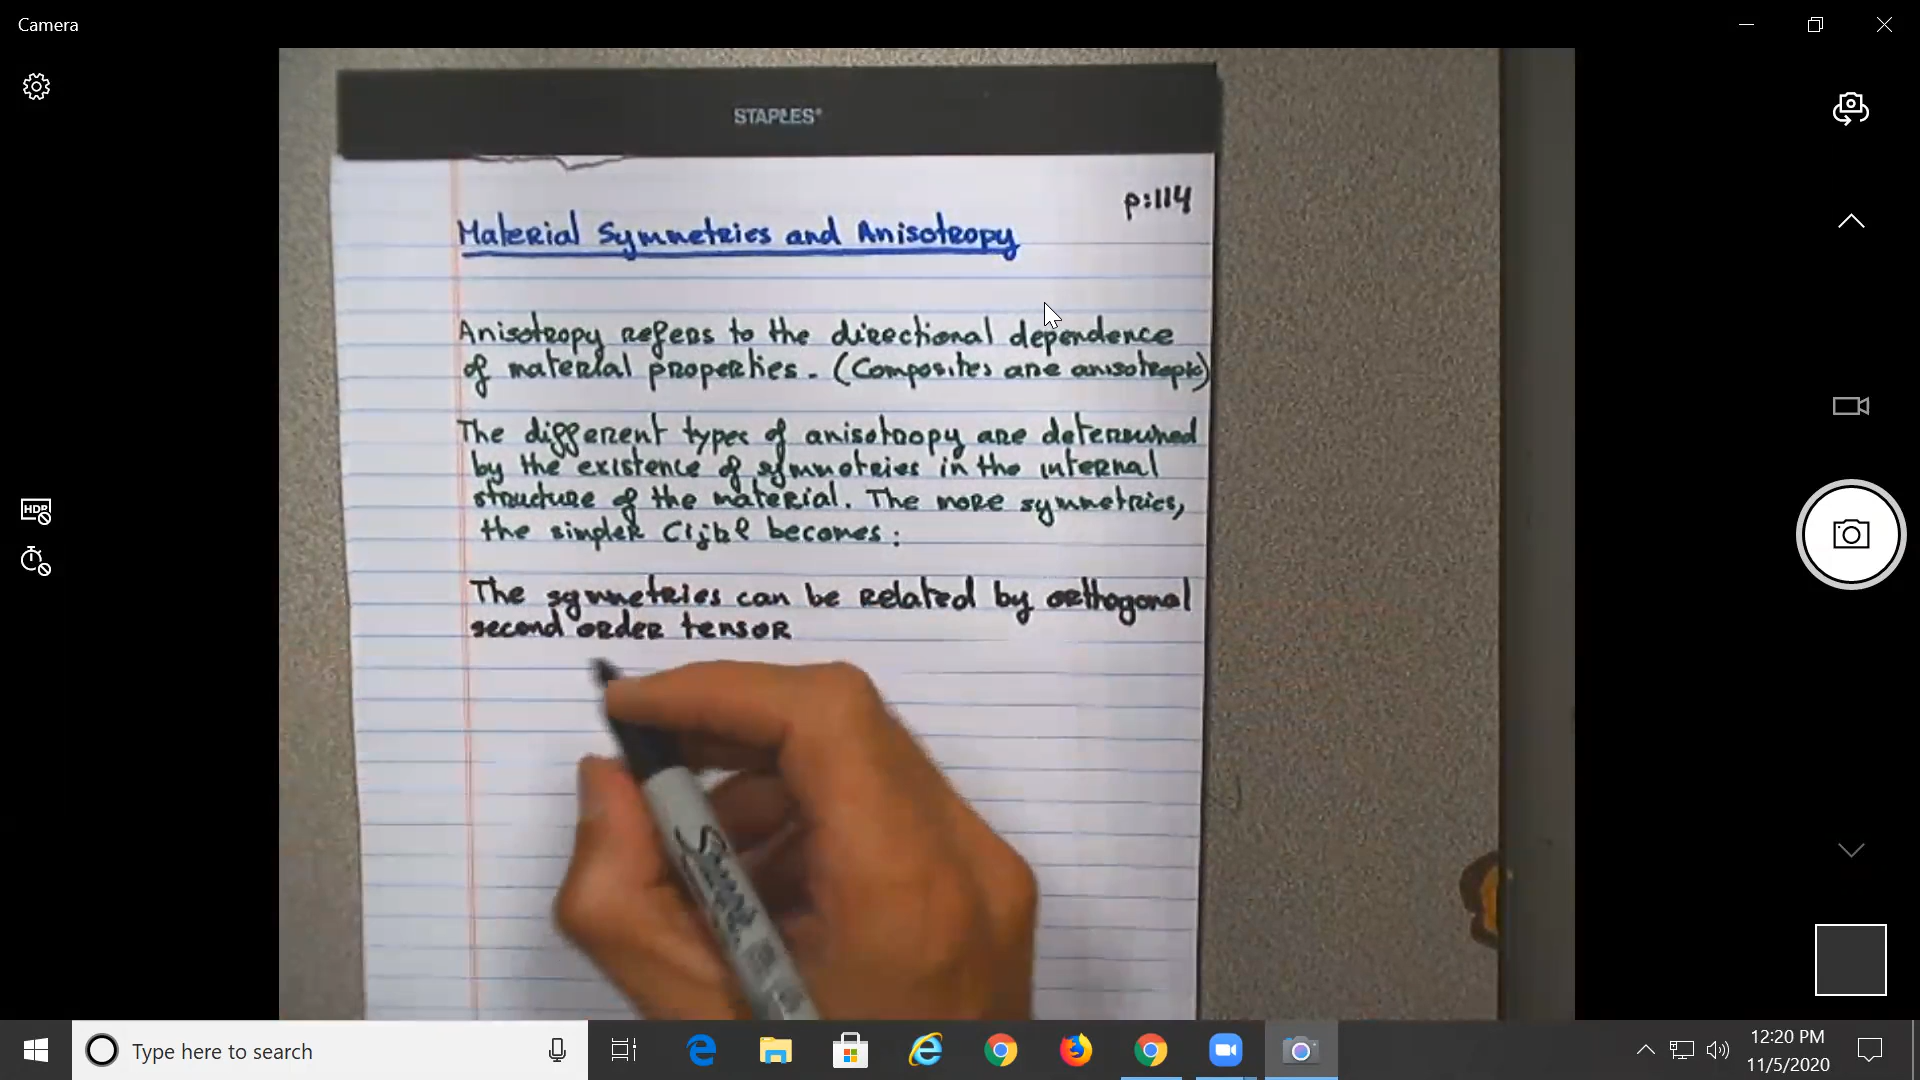 Camera
STAPLES
p:114
Material Symmetries and Anisotropy
Anisotropy refers to the directional dependence
of material properties. (Composites are anisotropic)
The different types of anisotropy are determined
by the existence of symmetries in the internal
structure of the material. The more symmetries,
the simpler Cijkl becomes:
The symmetries can be related by orthogonal
second order tensor
Sharpie
HDR
Type here to search
12:20 PM
11/5/2020